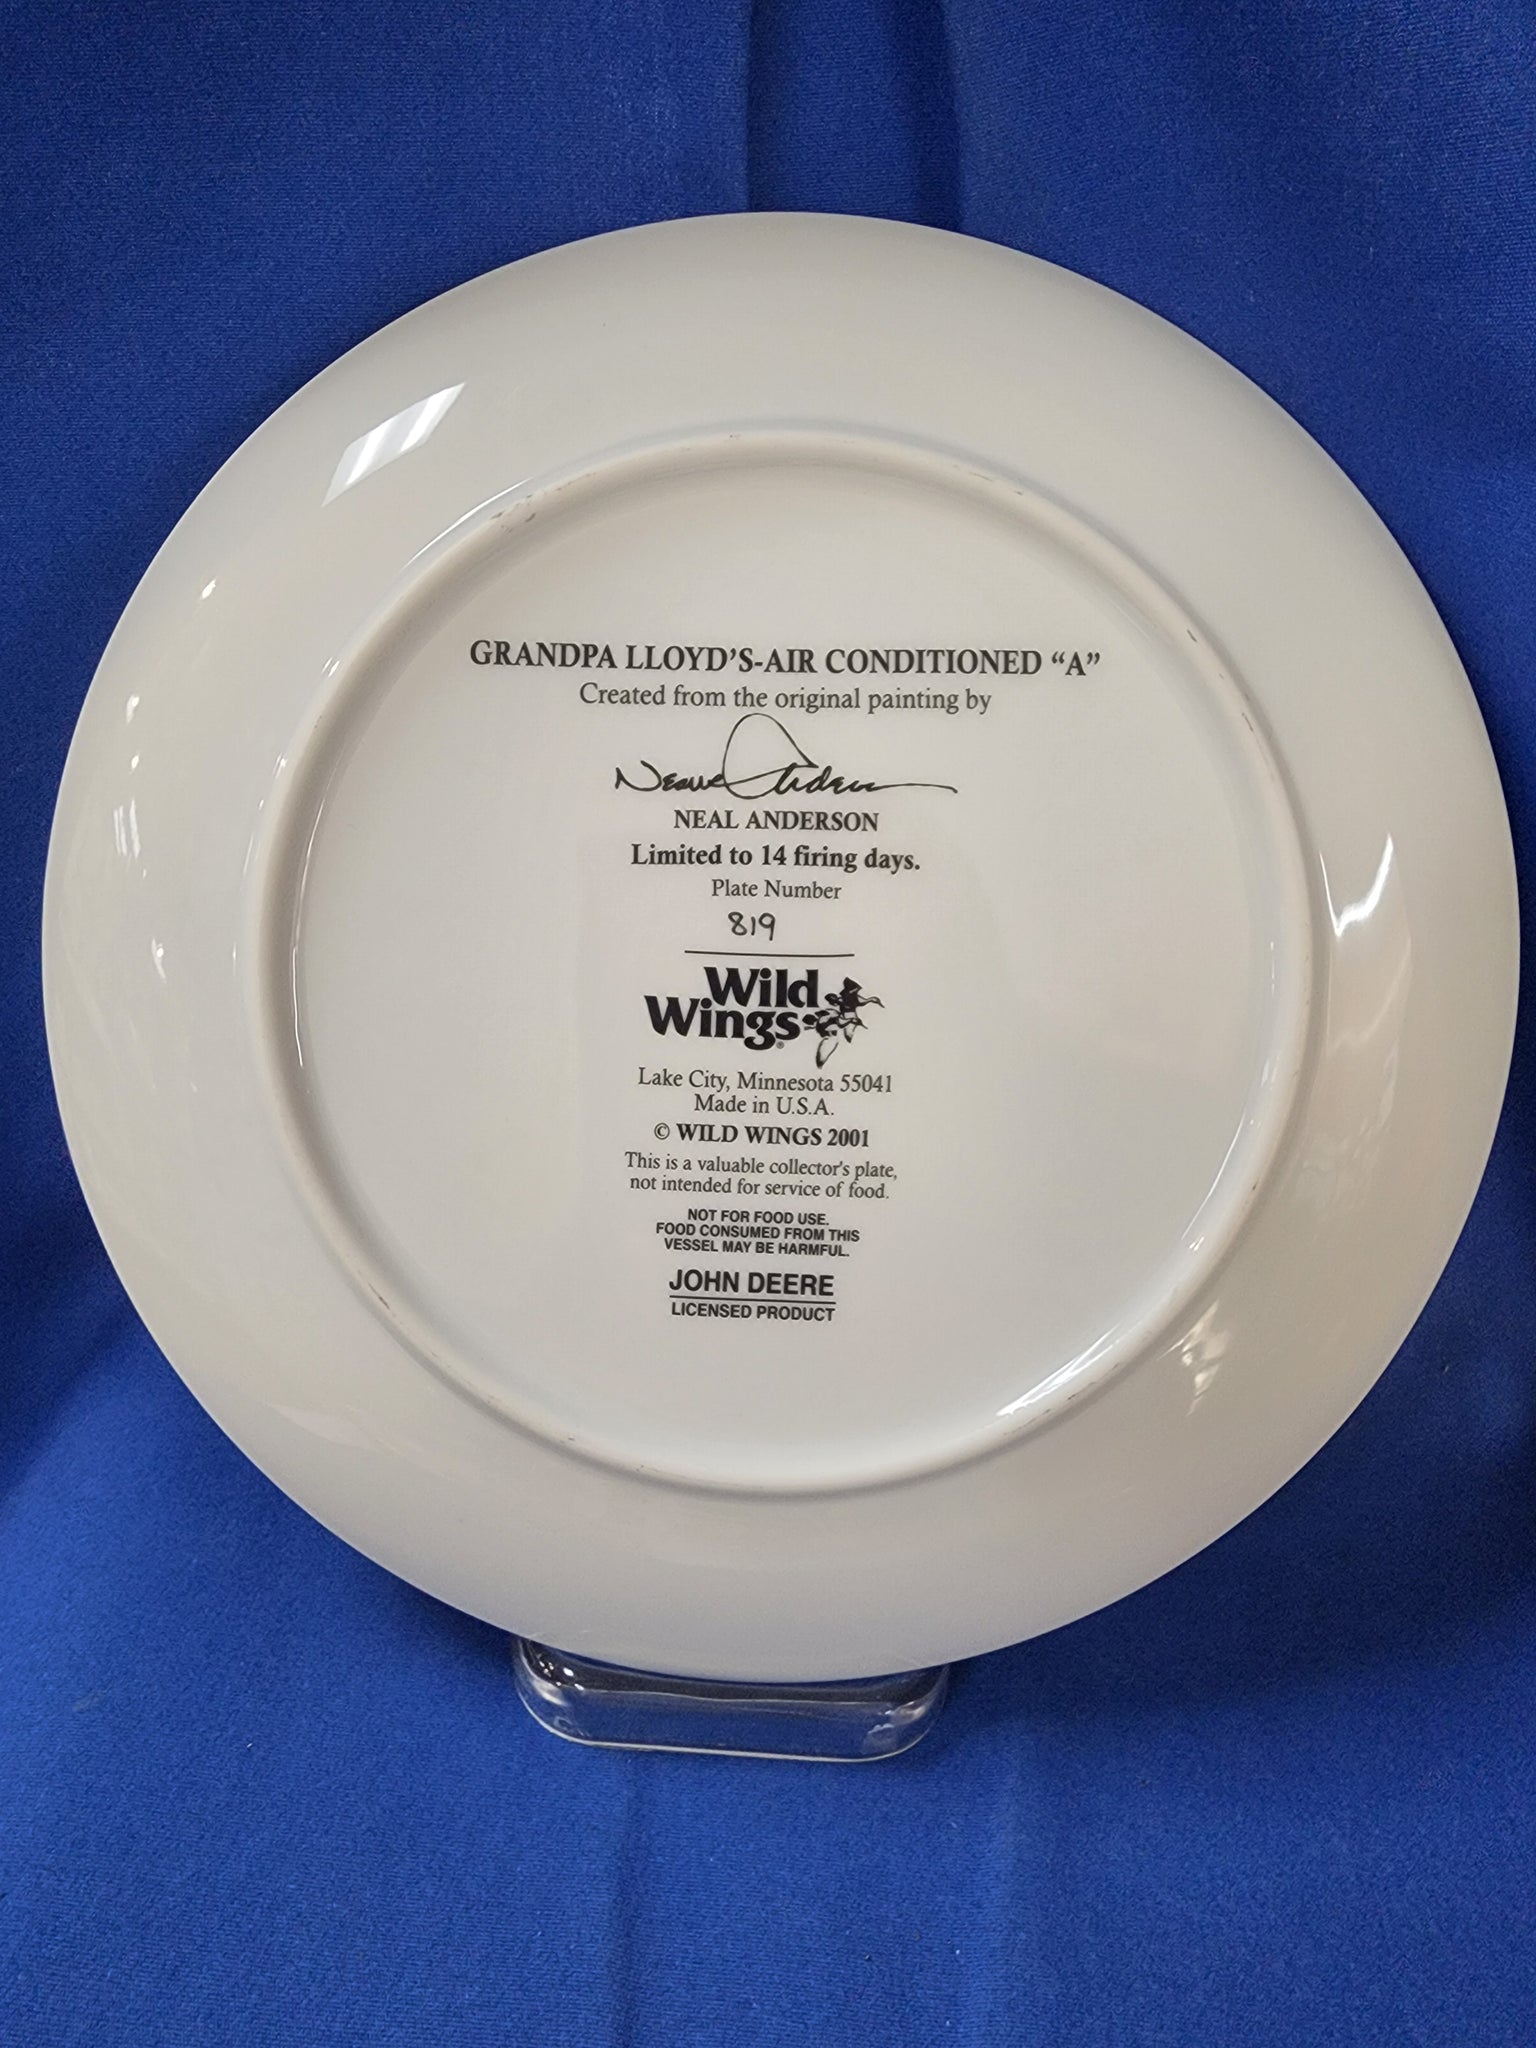 GRANDPA LLOYD'S-AIR CONDITIONED “A”
Created from the original painting by
Neal Anderson
NEAL ANDERSON
Limited to 14 firing days.
Plate Number
819
Wild
Wings®
Lake City, Minnesota 55041
Made in U.S.A.
© WILD WINGS 2001
This is a valuable collector's plate,
not intended for service of food.
NOT FOR FOOD USE.
FOOD CONSUMED FROM THIS
VESSEL MAY BE HARMFUL.
JOHN DEERE
LICENSED PRODUCT